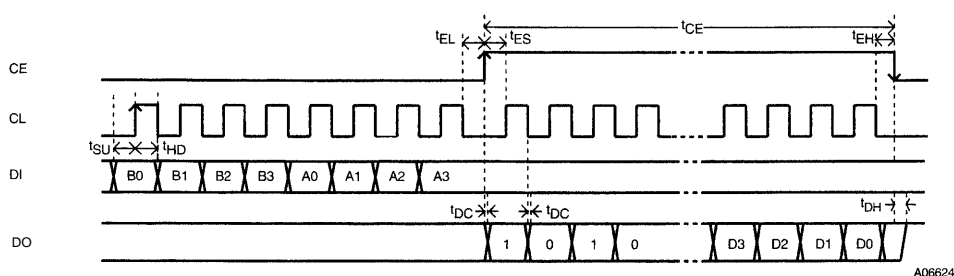 tCE
tEL tES tEH
CE
CL
tSU tHD
DI B0 B1 B2 B3 A0 A1 A2 A3
tDC tDC tDH
DO 1 0 1 0 D3 D2 D1 D0
A06624